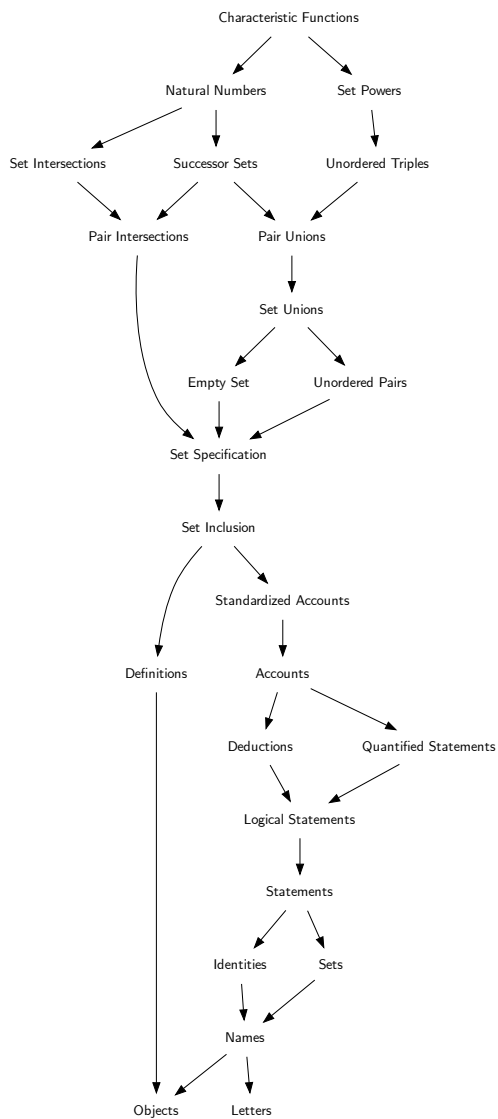 Characteristic Functions
Natural Numbers
Set Powers
Set Intersections
Successor Sets
Unordered Triples
Pair Intersections
Pair Unions
Set Unions
Empty Set
Unordered Pairs
Set Specification
Set Inclusion
Standardized Accounts
Definitions
Accounts
Deductions
Quantified Statements
Logical Statements
Statements
Identities
Sets
Names
Objects
Letters